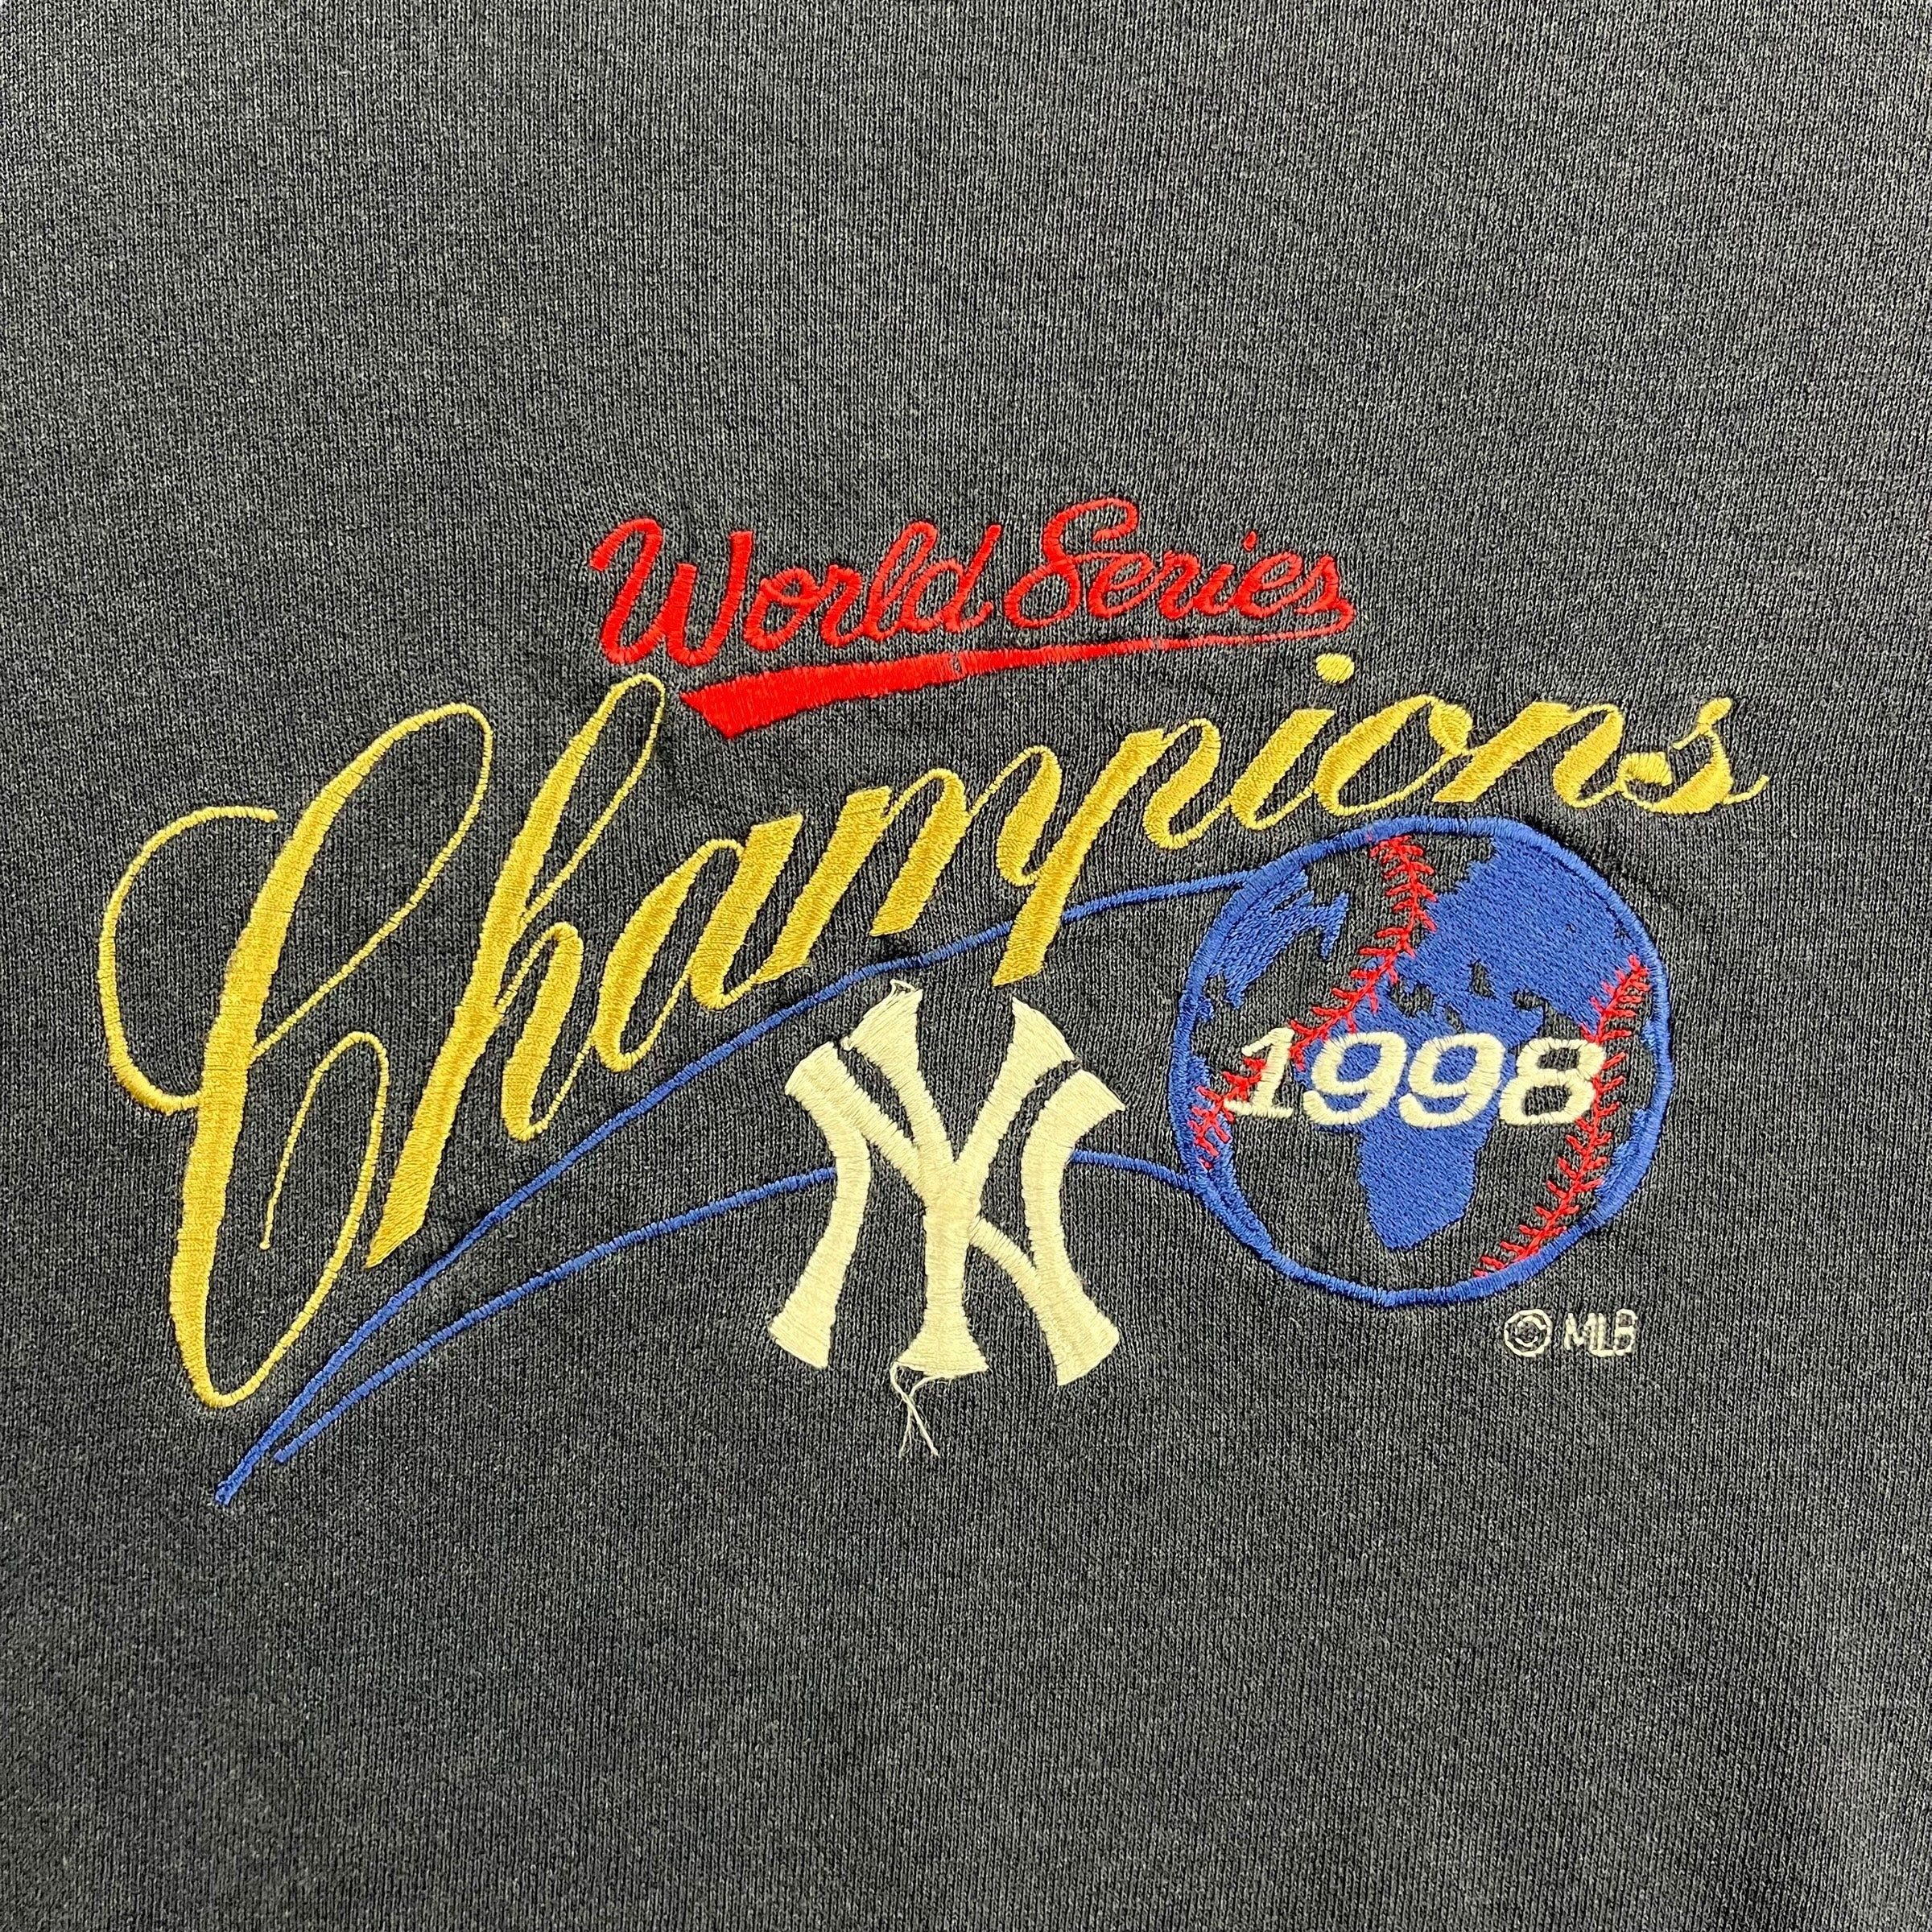 World Series
Champions
1998
NY
© MLB